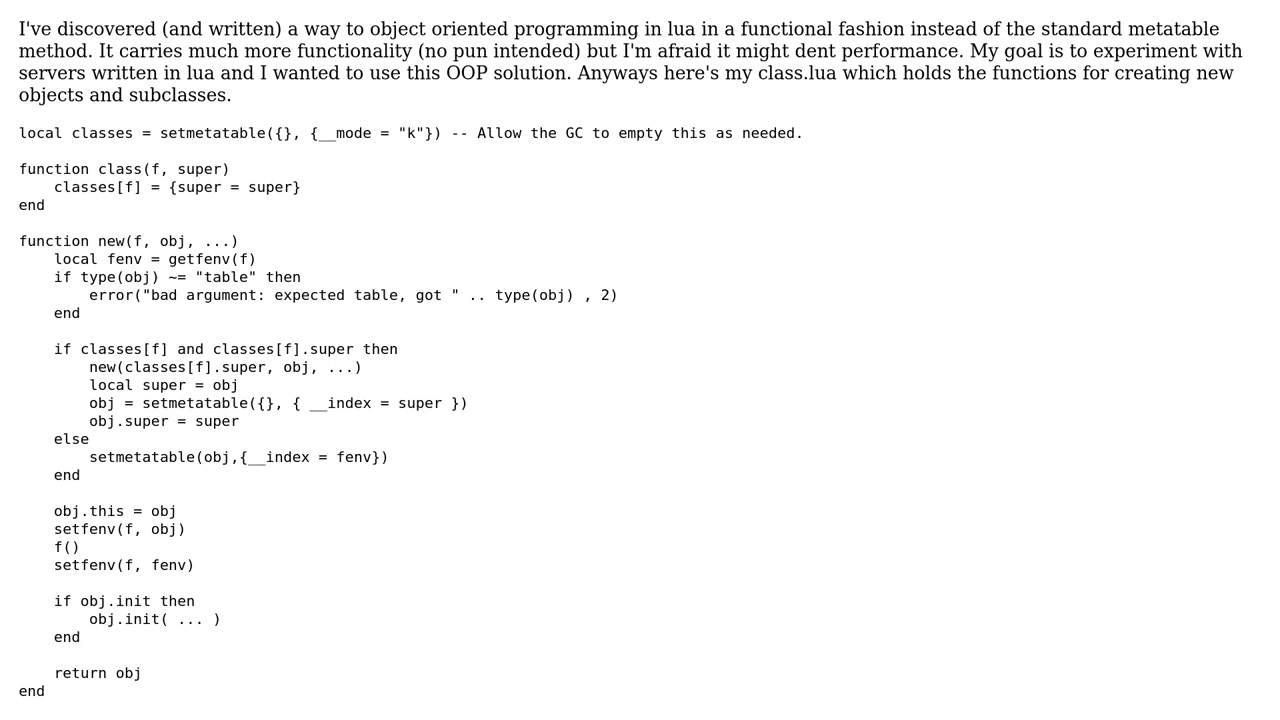 I've discovered (and written) a way to object oriented programming in lua in a functional fashion instead of the standard metatable
method. It carries much more functionality (no pun intended) but I'm afraid it might dent performance. My goal is to experiment with
servers written in lua and I wanted to use this OOP solution. Anyways here's my class.lua which holds the functions for creating new
objects and subclasses.

local classes = setmetatable({}, {__mode = "k"}) -- Allow the GC to empty this as needed.

function class(f, super)
    classes[f] = {super = super}
end

function new(f, obj, ...)
    local fenv = getfenv(f)
    if type(obj) ~= "table" then
        error("bad argument: expected table, got " .. type(obj) , 2)
    end

    if classes[f] and classes[f].super then
        new(classes[f].super, obj, ...)
        local super = obj
        obj = setmetatable({}, { __index = super })
        obj.super = super
    else
        setmetatable(obj,{__index = fenv})
    end

    obj.this = obj
    setfenv(f, obj)
    f()
    setfenv(f, fenv)

    if obj.init then
        obj.init( ... )
    end

    return obj
end